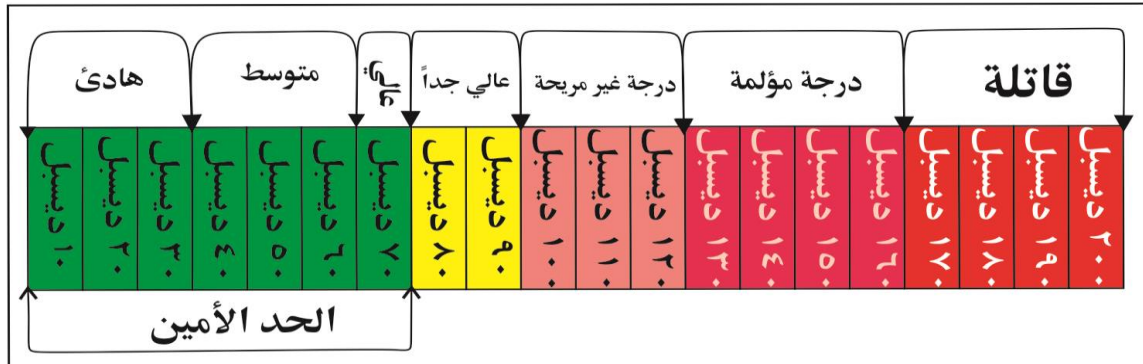 قاتلة
درجة مؤلمة
درجة غير مريحة
عالي جداً
عالي
متوسط
هادئ
٢٠٠ ديسبل
١٩٠ ديسبل
١٨٠ ديسبل
١٧٠ ديسبل
١٦٠ ديسبل
١٥٠ ديسبل
١٤٠ ديسبل
١٣٠ ديسبل
١٢٠ ديسبل
١١٠ ديسبل
١٠٠ ديسبل
٩٠ ديسبل
٨٠ ديسبل
٧٠ ديسبل
٦٠ ديسبل
٥٠ ديسبل
٤٠ ديسبل
٣٠ ديسبل
٢٠ ديسبل
١٠ ديسبل
الحد الأمين